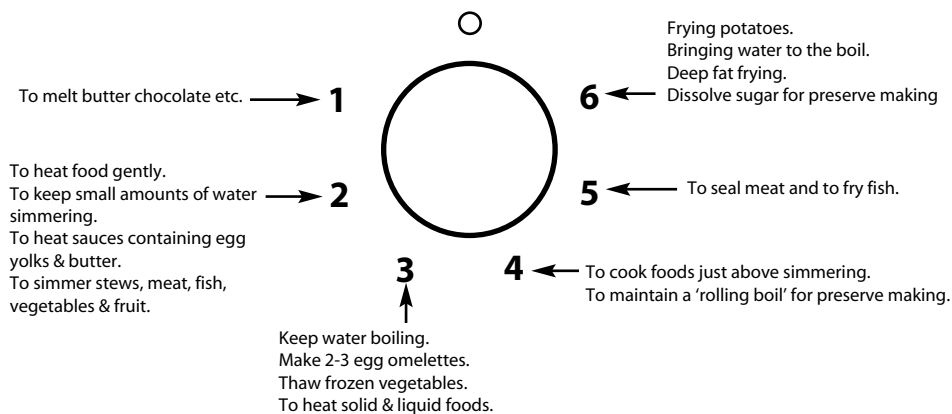 To melt butter chocolate etc.
1
To heat food gently.
To keep small amounts of water
simmering.
To heat sauces containing egg
yolks & butter.
To simmer stews, meat, fish,
vegetables & fruit.
2
3
Keep water boiling.
Make 2-3 egg omelettes.
Thaw frozen vegetables.
To heat solid & liquid foods.
4
To cook foods just above simmering.
To maintain a ‘rolling boil’ for preserve making.
5
To seal meat and to fry fish.
6
Frying potatoes.
Bringing water to the boil.
Deep fat frying.
Dissolve sugar for preserve making